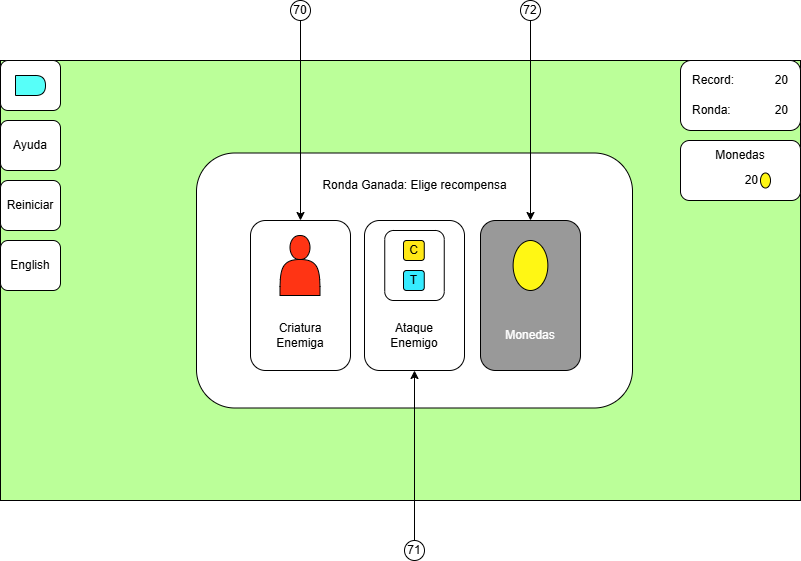 70
72
Record: 20
Ronda: 20
Ayuda
Monedas
20
Ronda Ganada: Elige recompensa
Reiniciar
English
C
T
Criatura
Enemiga
Ataque
Enemigo
Monedas
71